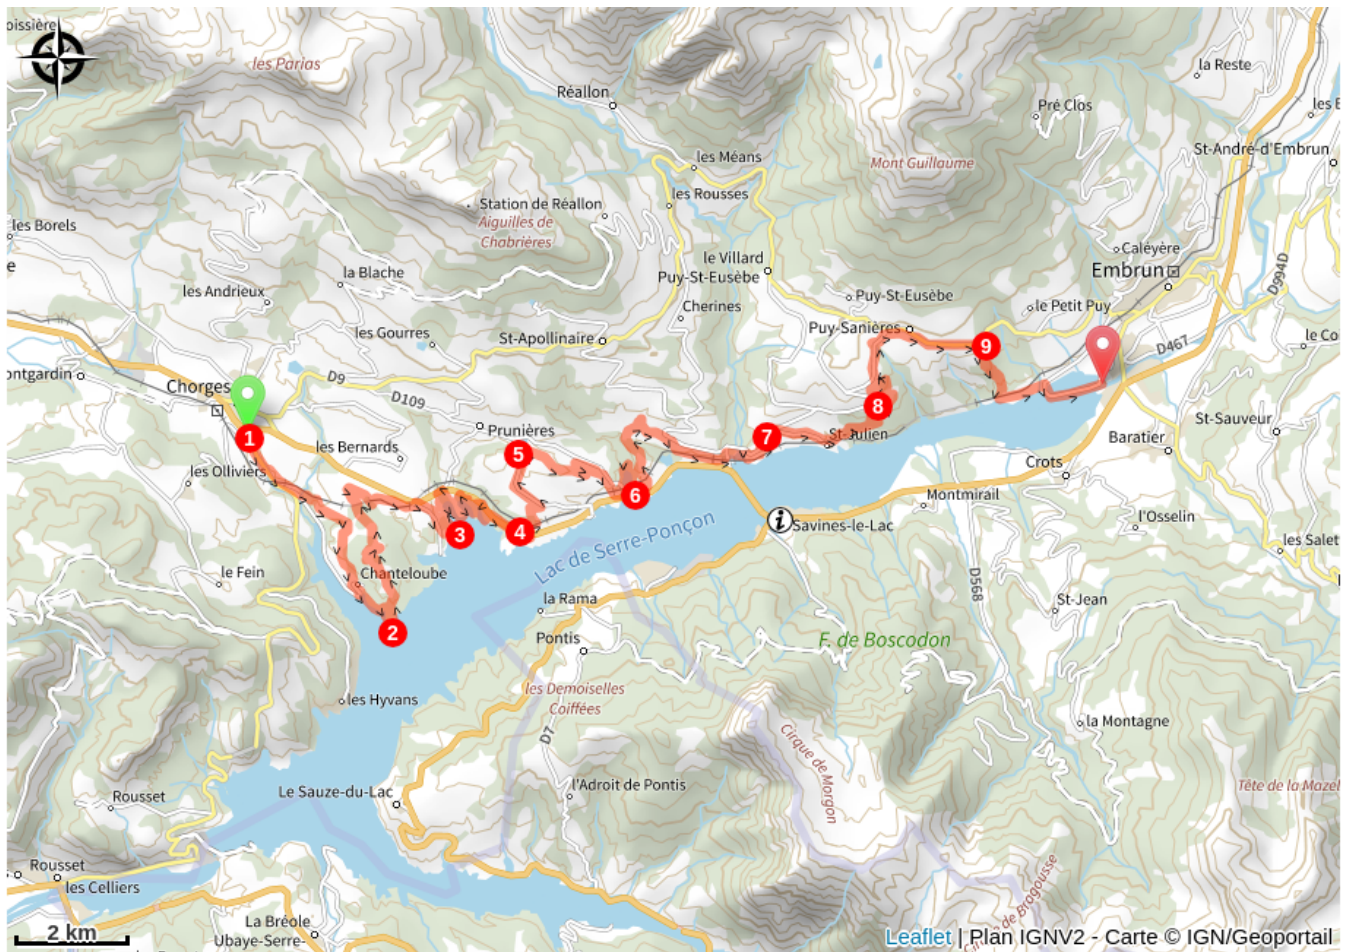 oissière
les Parias
la Reste
Réallon
Pré Clos
les E
St-André-d'Embrun
les Méans
Mont Guillaume
les Rousses
Station de Réallon
Aiguilles de
Chabrières
les Borels
e
Caléyère
le Villard
Embrun
Puy-St-Eusèbe
D994D
la Blache
les Andrieux
Puy-St-Eusèbe
Cherines
le Petit Puy
les Gourres
St-Apollinaire
Puy-Sanières
9
D467
le Co
ontgardin
D9
Chorges
D109
8
St-Sauveur
1
Prunières
7
St-Julien
Baratier
les Bernards
5
les Olliviers
Crots
6
Montmirail
3
4
Savines-le-Lac
i
l'Osselin
Lac de Serre-Ponçon
les Salet
le Fein
Chanteloube
D568
la Rama
St-Jean
2
Pontis
F. de Boscodon
les Demoiselles
Coiffées
les Hyvans
la Montagne
D7
Cirque de Morgon
Rousset
Le Sauze-du-Lac
l'Adroit de Pontis
Tête de la Mazel
Rousset
les Celliers
de Bragousse
La Bréole
Ubaye-Serre-
2 km
Leaflet | Plan IGNV2 - Carte © IGN/Geoportail